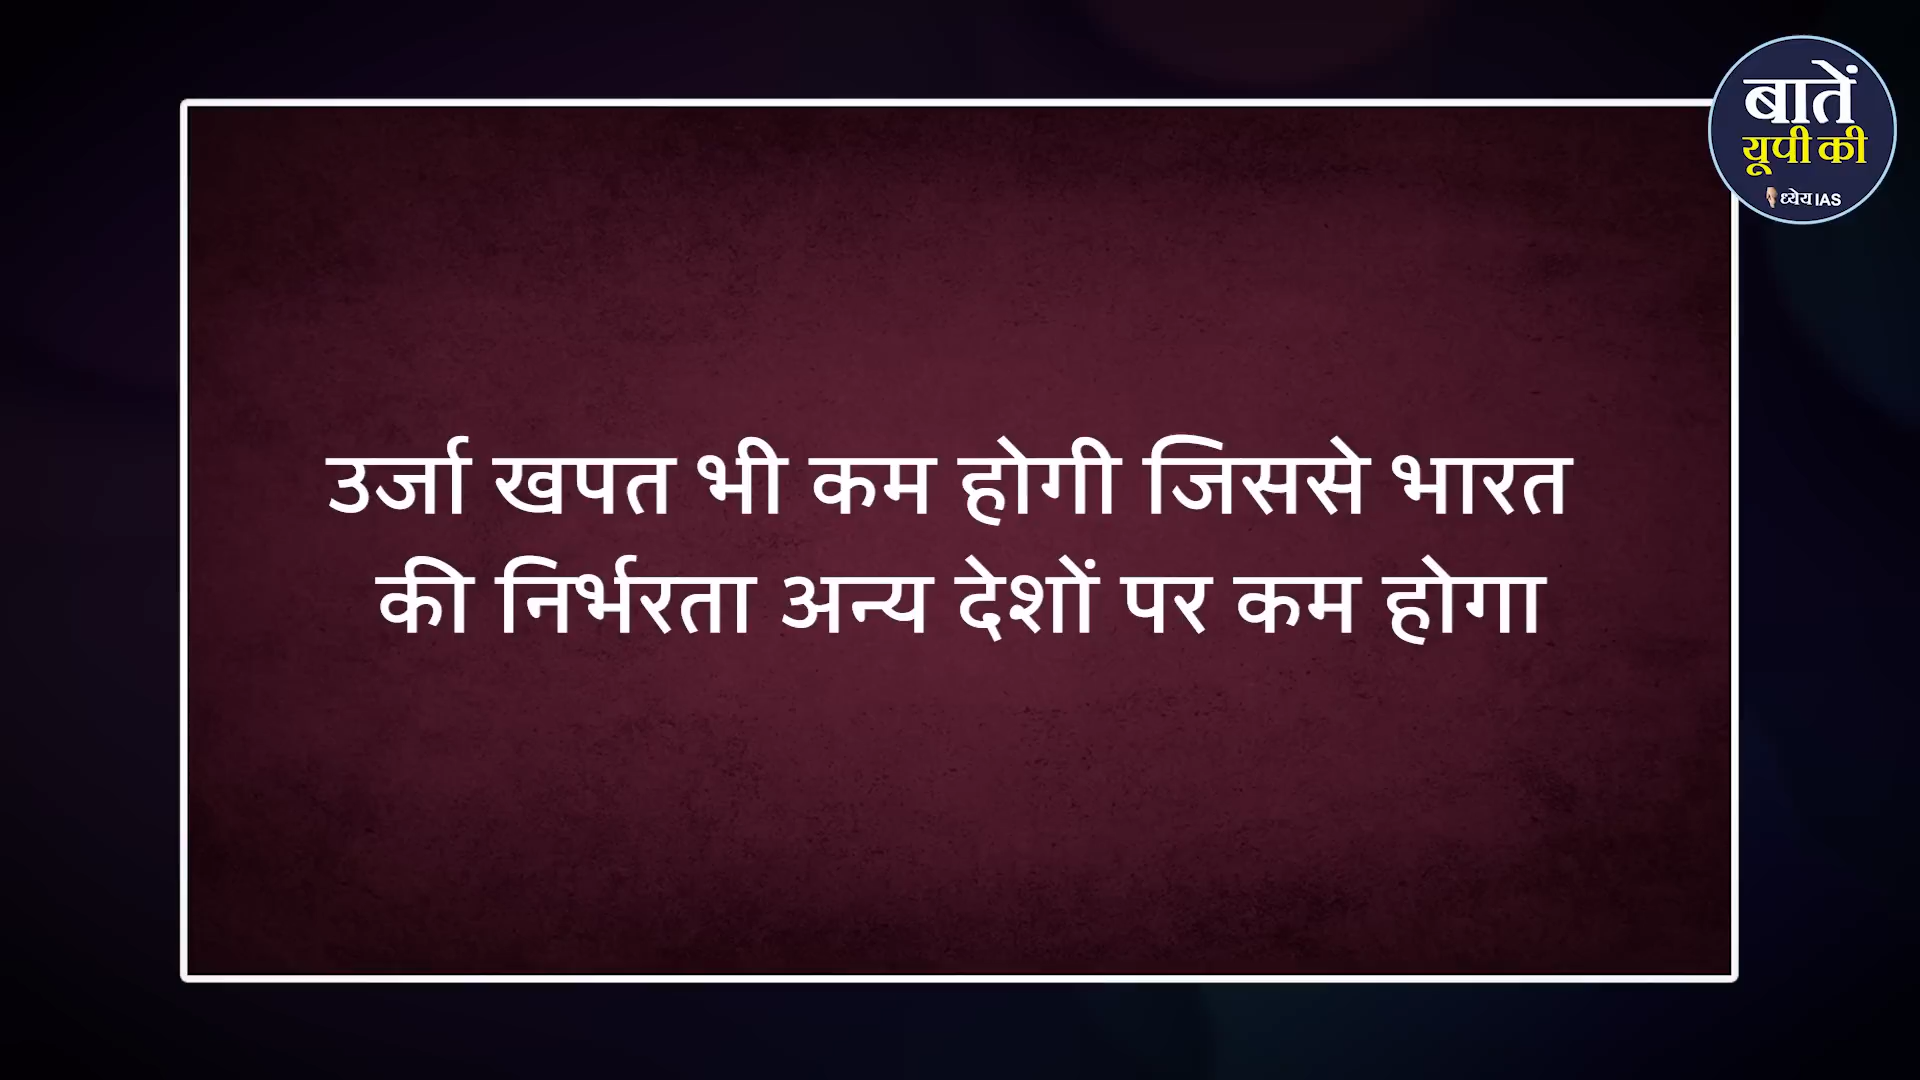 बातें
यूपी की
ध्येय IAS
उर्जा खपत भी कम होगी जिससे भारत
की निर्भरता अन्य देशों पर कम होगा